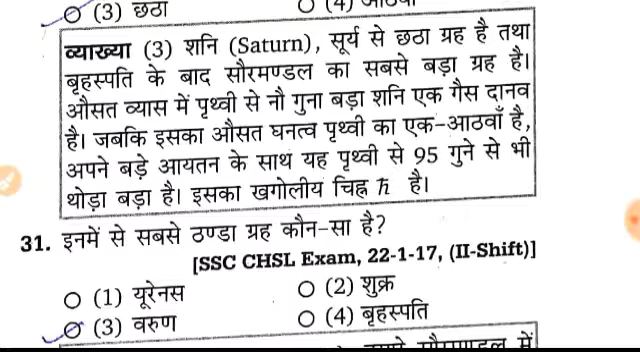 (3) छठा
व्याख्या (3) शनि (Saturn), सूर्य से छठा ग्रह है तथा
बृहस्पति के बाद सौरमण्डल का सबसे बड़ा ग्रह है।
औसत व्यास में पृथ्वी से नौ गुना बड़ा शनि एक गैस दानव
है। जबकि इसका औसत घनत्व पृथ्वी का एक-आठवाँ है,
अपने बड़े आयतन के साथ यह पृथ्वी से 95 गुने से भी
थोड़ा बड़ा है। इसका खगोलीय चिह्न ℏ है।
31. इनमें से सबसे ठण्डा ग्रह कौन-सा है?
[SSC CHSL Exam, 22-1-17, (II-Shift)]
(1) यूरेनस (2) शुक्र
(3) वरुण (4) बृहस्पति